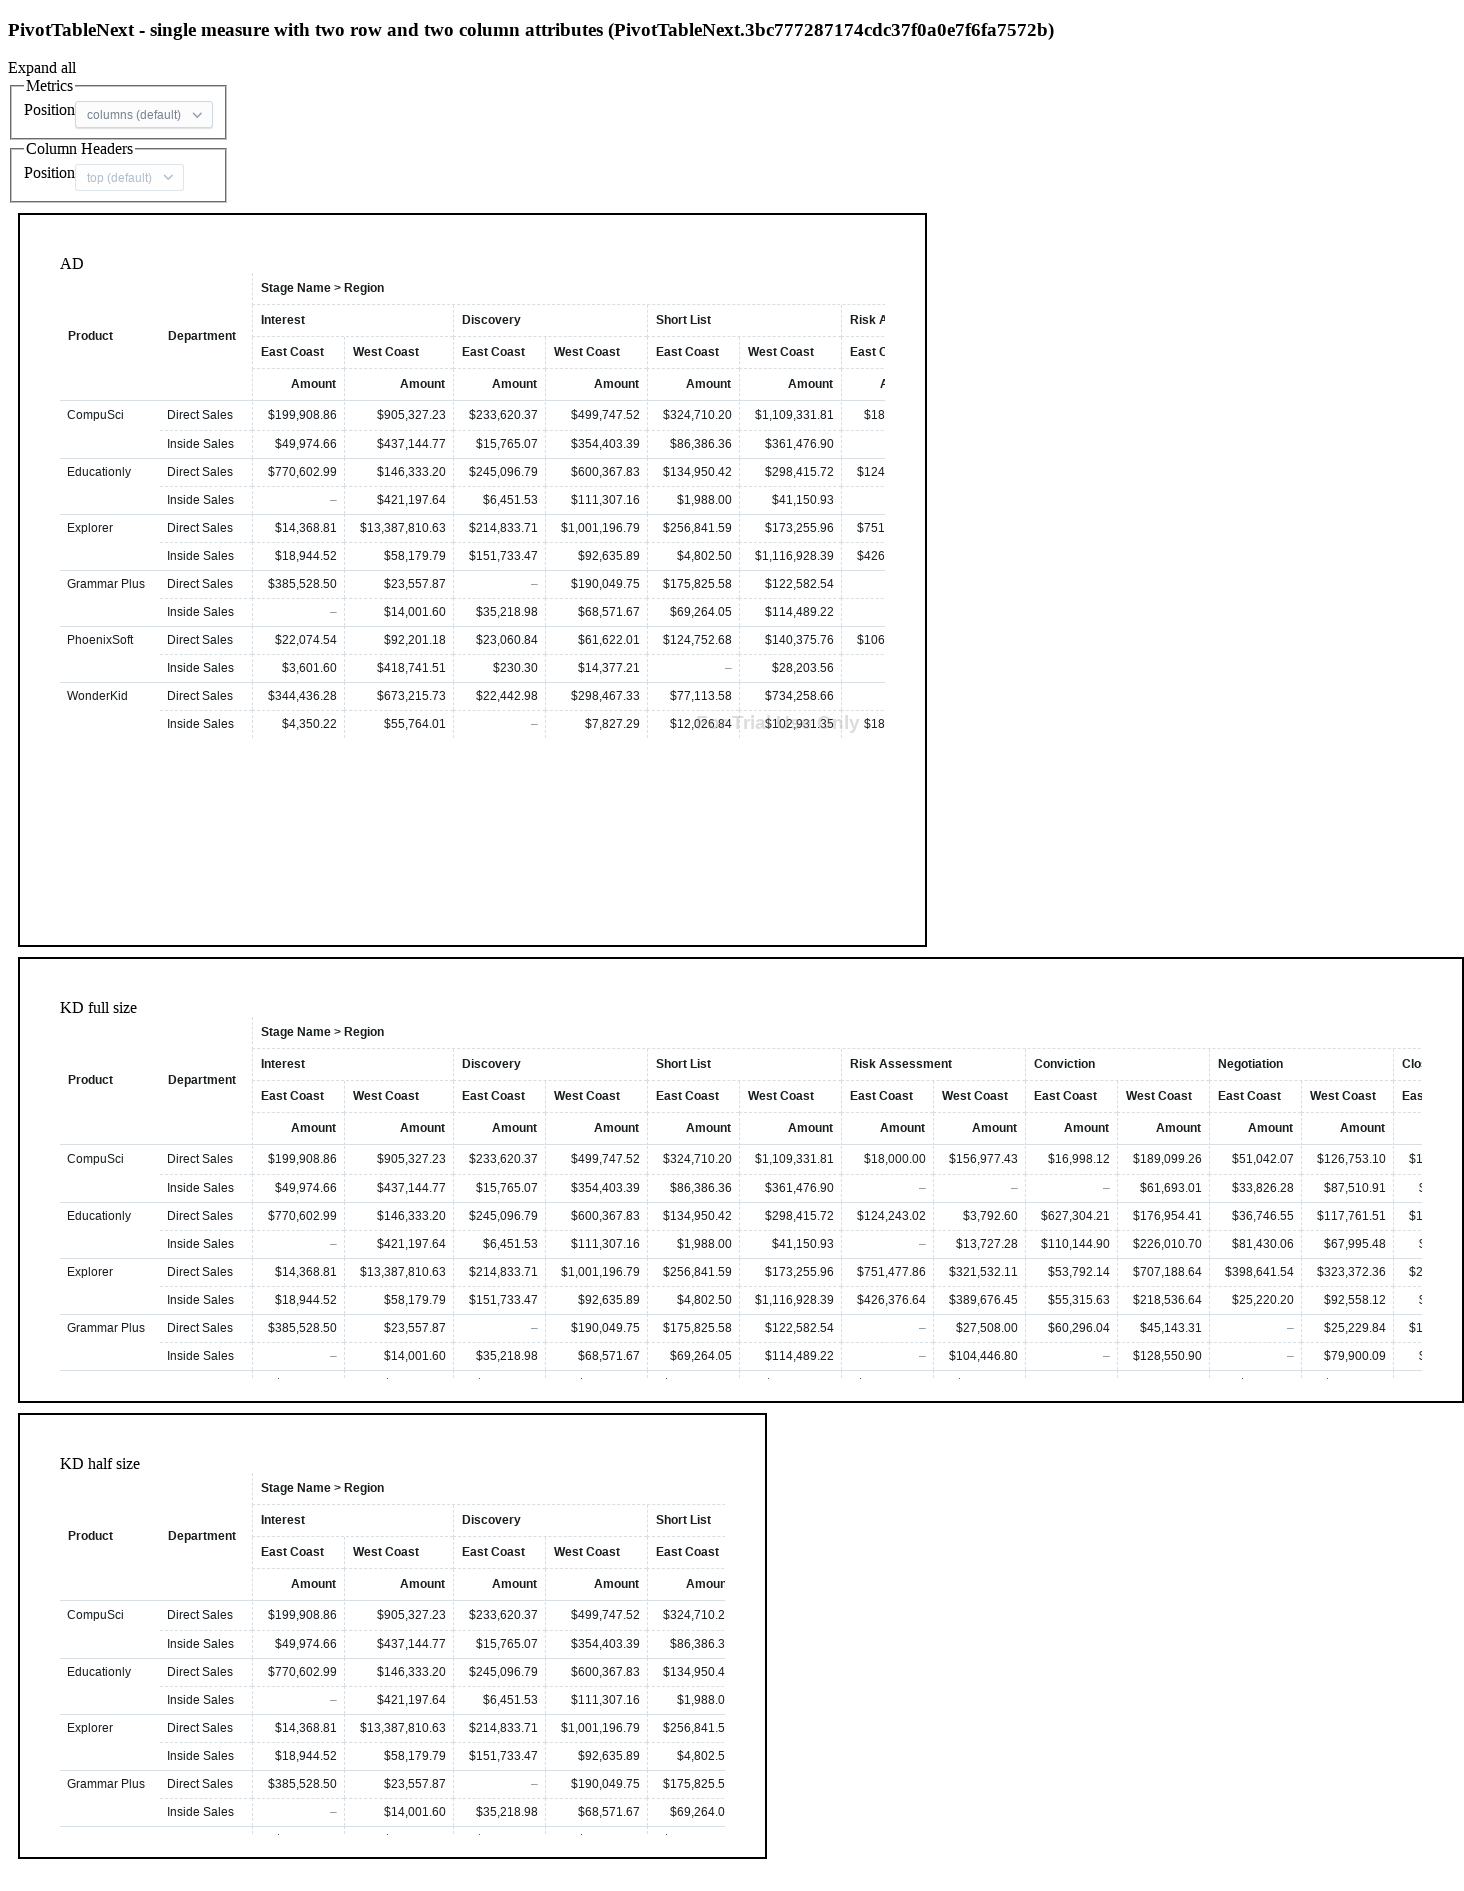 PivotTableNext - single measure with two row and two column attributes (PivotTableNext.3bc777287174cdc37f0a0e7f6fa7572b)
Expand all
Metrics
Position columns (default)
Column Headers
Position top (default)
AD
Stage Name > Region
Interest Discovery Short List Risk A
Product Department
East Coast West Coast East Coast West Coast East Coast West Coast East C
Amount Amount Amount Amount Amount Amount A
CompuSci Direct Sales $199,908.86 $905,327.23 $233,620.37 $499,747.52 $324,710.20 $1,109,331.81 $18
Inside Sales $49,974.66 $437,144.77 $15,765.07 $354,403.39 $86,386.36 $361,476.90
Educationly Direct Sales $770,602.99 $146,333.20 $245,096.79 $600,367.83 $134,950.42 $298,415.72 $124
Inside Sales – $421,197.64 $6,451.53 $111,307.16 $1,988.00 $41,150.93
Explorer Direct Sales $14,368.81 $13,387,810.63 $214,833.71 $1,001,196.79 $256,841.59 $173,255.96 $751
Inside Sales $18,944.52 $58,179.79 $151,733.47 $92,635.89 $4,802.50 $1,116,928.39 $426
Grammar Plus Direct Sales $385,528.50 $23,557.87 – $190,049.75 $175,825.58 $122,582.54
Inside Sales – $14,001.60 $35,218.98 $68,571.67 $69,264.05 $114,489.22
PhoenixSoft Direct Sales $22,074.54 $92,201.18 $23,060.84 $61,622.01 $124,752.68 $140,375.76 $106
Inside Sales $3,601.60 $418,741.51 $230.30 $14,377.21 – $28,203.56
WonderKid Direct Sales $344,436.28 $673,215.73 $22,442.98 $298,467.33 $77,113.58 $734,258.66
Inside Sales $4,350.22 $55,764.01 – $7,827.29 $12,026.84 $102,981.35 $18
For Trial Use Only
KD full size
Stage Name > Region
Interest Discovery Short List Risk Assessment Conviction Negotiation Clo
Product Department
East Coast West Coast East Coast West Coast East Coast West Coast East Coast West Coast East Coast West Coast East Coast West Coast Eas
Amount Amount Amount Amount Amount Amount Amount Amount Amount Amount Amount Amount
CompuSci Direct Sales $199,908.86 $905,327.23 $233,620.37 $499,747.52 $324,710.20 $1,109,331.81 $18,000.00 $156,977.43 $16,998.12 $189,099.26 $51,042.07 $126,753.10 $1
Inside Sales $49,974.66 $437,144.77 $15,765.07 $354,403.39 $86,386.36 $361,476.90 – – – $61,693.01 $33,826.28 $87,510.91 $
Educationly Direct Sales $770,602.99 $146,333.20 $245,096.79 $600,367.83 $134,950.42 $298,415.72 $124,243.02 $3,792.60 $627,304.21 $176,954.41 $36,746.55 $117,761.51 $1
Inside Sales – $421,197.64 $6,451.53 $111,307.16 $1,988.00 $41,150.93 – $13,727.28 $110,144.90 $226,010.70 $81,430.06 $67,995.48 $
Explorer Direct Sales $14,368.81 $13,387,810.63 $214,833.71 $1,001,196.79 $256,841.59 $173,255.96 $751,477.86 $321,532.11 $53,792.14 $707,188.64 $398,641.54 $323,372.36 $2
Inside Sales $18,944.52 $58,179.79 $151,733.47 $92,635.89 $4,802.50 $1,116,928.39 $426,376.64 $389,676.45 $55,315.63 $218,536.64 $25,220.20 $92,558.12 $
Grammar Plus Direct Sales $385,528.50 $23,557.87 – $190,049.75 $175,825.58 $122,582.54 – $27,508.00 $60,296.04 $45,143.31 – $25,229.84 $1
Inside Sales – $14,001.60 $35,218.98 $68,571.67 $69,264.05 $114,489.22 – $104,446.80 – $128,550.90 – $79,900.09 $
KD half size
Stage Name > Region
Interest Discovery Short List
Product Department
East Coast West Coast East Coast West Coast East Coast
Amount Amount Amount Amount Amoun
CompuSci Direct Sales $199,908.86 $905,327.23 $233,620.37 $499,747.52 $324,710.2
Inside Sales $49,974.66 $437,144.77 $15,765.07 $354,403.39 $86,386.3
Educationly Direct Sales $770,602.99 $146,333.20 $245,096.79 $600,367.83 $134,950.4
Inside Sales – $421,197.64 $6,451.53 $111,307.16 $1,988.0
Explorer Direct Sales $14,368.81 $13,387,810.63 $214,833.71 $1,001,196.79 $256,841.5
Inside Sales $18,944.52 $58,179.79 $151,733.47 $92,635.89 $4,802.5
Grammar Plus Direct Sales $385,528.50 $23,557.87 – $190,049.75 $175,825.5
Inside Sales – $14,001.60 $35,218.98 $68,571.67 $69,264.0